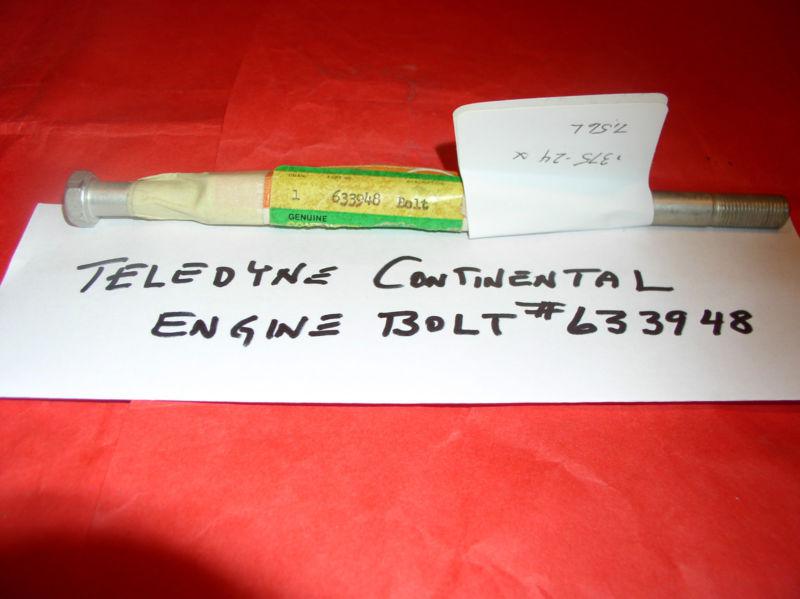 .375-24 x
7.56 L
1 633948 Bolt
GENUINE
TELEDYNE CONTINENTAL
ENGINE BOLT #633948